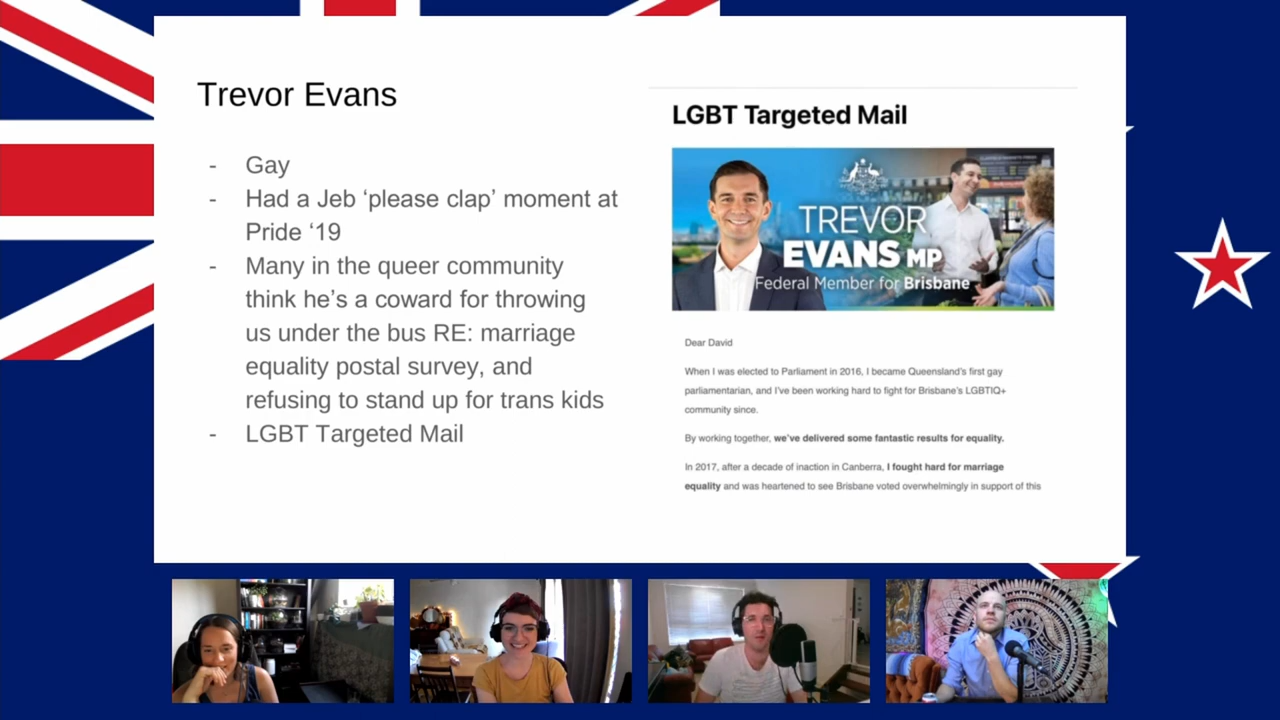 Trevor Evans
- Gay
- Had a Jeb ‘please clap’ moment at
Pride ‘19
- Many in the queer community
think he’s a coward for throwing
us under the bus RE: marriage
equality postal survey, and
refusing to stand up for trans kids
- LGBT Targeted Mail
LGBT Targeted Mail
TREVOR
EVANS MP
Federal Member for Brisbane
Dear David
When I was elected to Parliament in 2016, I became Queensland's first gay
parliamentarian, and I've been working hard to fight for Brisbane's LGBTIQ+
community since.
By working together, we've delivered some fantastic results for equality.
In 2017, after a decade of inaction in Canberra, I fought hard for marriage
equality and was heartened to see Brisbane voted overwhelmingly in support of this